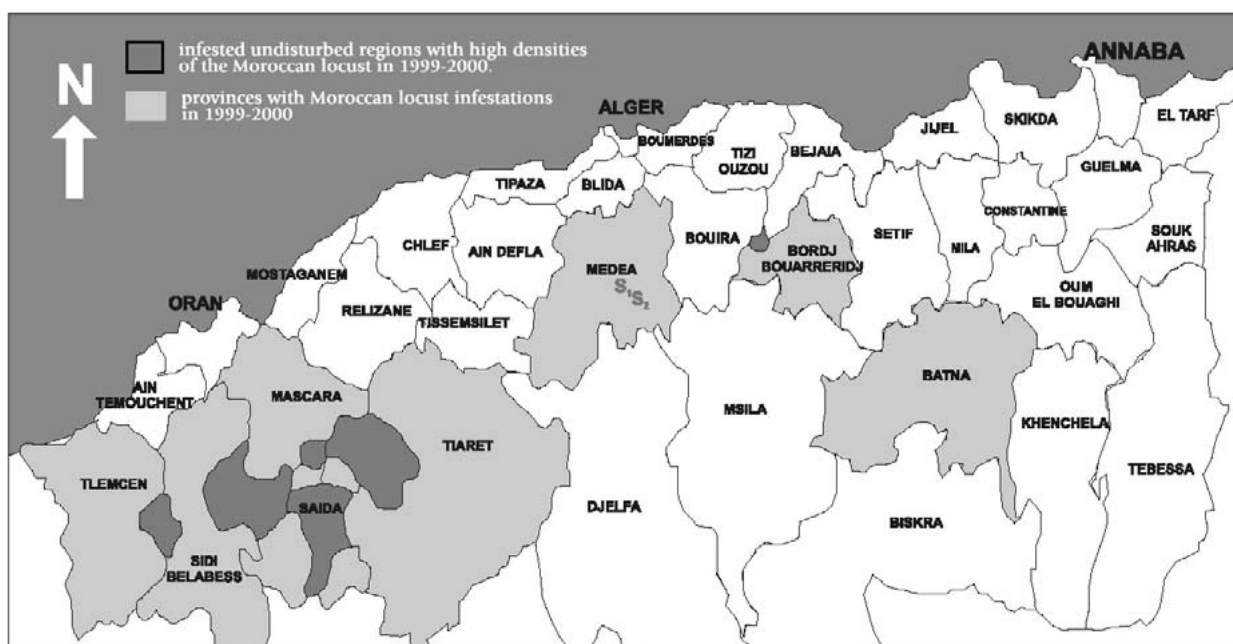 infested undisturbed regions with high densities
of the Moroccan locust in 1999-2000.
N
provinces with Moroccan locust infestations
in 1999-2000
ANNABA
ALGER
BOUMERDES
TIZI
OUZOU
BEJAIA
JIJEL
SKIKDA
EL TARF
GUELMA
TIPAZA
BLIDA
CONSTANTINE
SOUK
AHRAS
CHLEF
AIN DEFLA
MEDEA
S1S2
BOUIRA
BORDJ
BOUARRERIDJ
SETIF
MILA
OUM
EL BOUAGHI
MOSTAGANEM
ORAN
RELIZANE
TISSEMSILET
AIN
TEMOUCHENT
MASCARA
TIARET
MSILA
BATNA
KHENCHELA
TEBESSA
TLEMCEN
SAIDA
DJELFA
BISKRA
SIDI
BELABESS